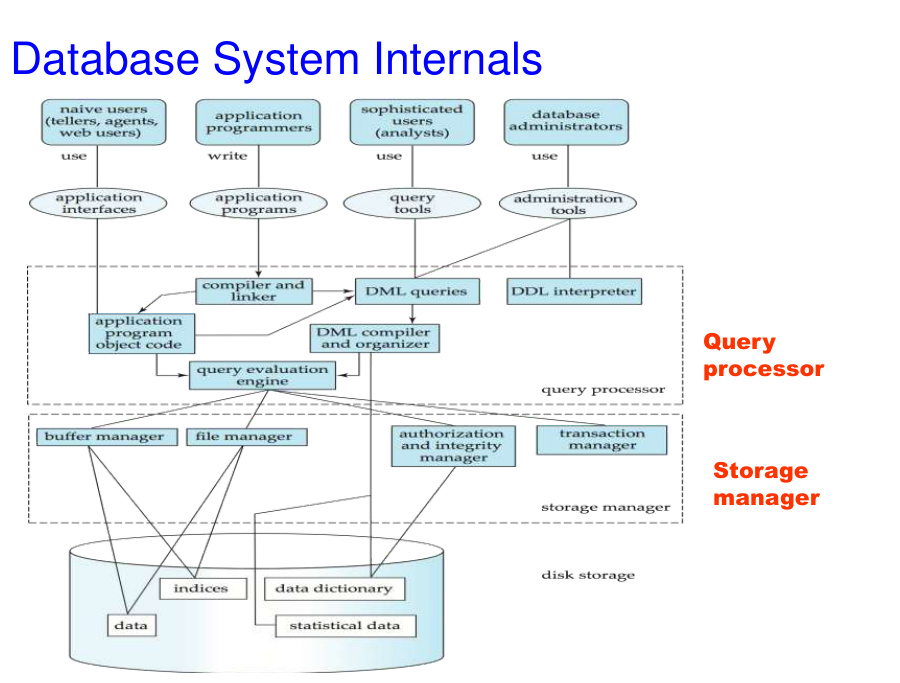 Database System Internals
naive users
(tellers, agents,
web users)
application
programmers
sophisticated
users
(analysts)
database
administrators
use
write
use
use
application
interfaces
application
programs
query
tools
administration
tools
compiler and
linker
DML queries
DDL interpreter
application
program
object code
DML compiler
and organizer
query evaluation
engine
query processor
Query
processor
buffer manager
file manager
authorization
and integrity
manager
transaction
manager
storage manager
Storage
manager
disk storage
indices
data dictionary
data
statistical data